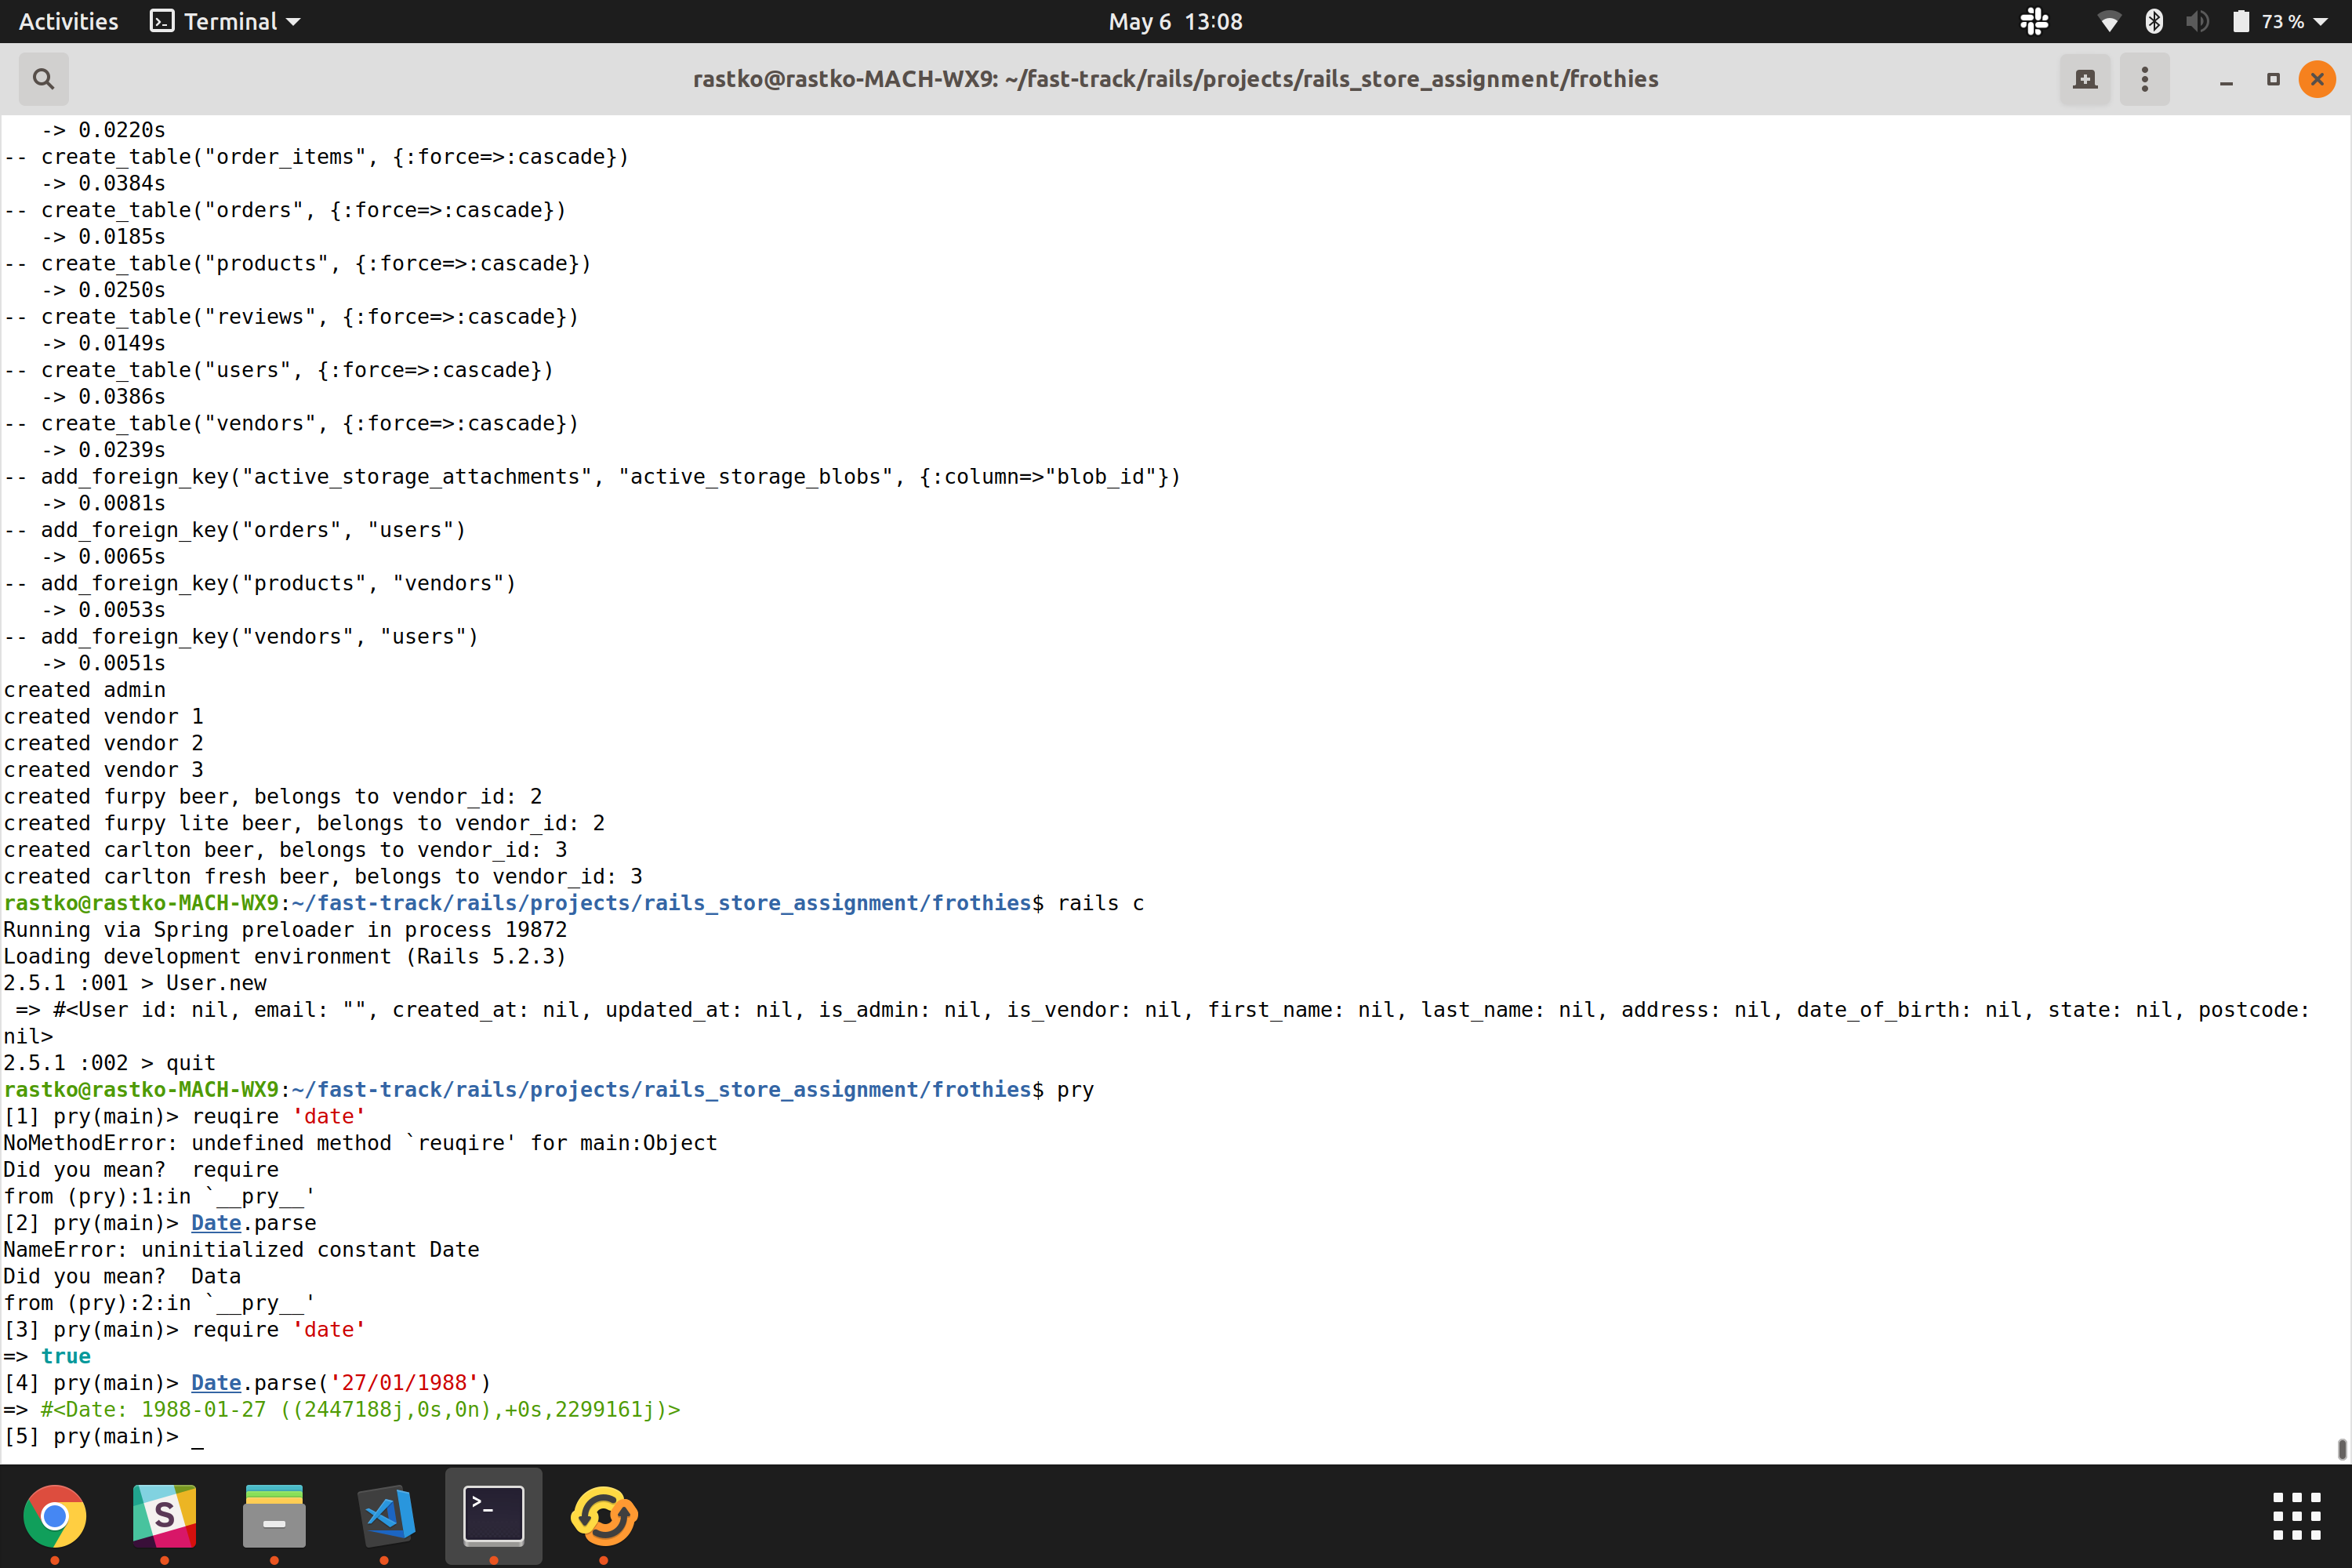 Activities Terminal May 6 13:08 73 %
rastko@rastko-MACH-WX9: ~/fast-track/rails/projects/rails_store_assignment/frothies
   -> 0.0220s
-- create_table("order_items", {:force=>:cascade})
   -> 0.0384s
-- create_table("orders", {:force=>:cascade})
   -> 0.0185s
-- create_table("products", {:force=>:cascade})
   -> 0.0250s
-- create_table("reviews", {:force=>:cascade})
   -> 0.0149s
-- create_table("users", {:force=>:cascade})
   -> 0.0386s
-- create_table("vendors", {:force=>:cascade})
   -> 0.0239s
-- add_foreign_key("active_storage_attachments", "active_storage_blobs", {:column=>"blob_id"})
   -> 0.0081s
-- add_foreign_key("orders", "users")
   -> 0.0065s
-- add_foreign_key("products", "vendors")
   -> 0.0053s
-- add_foreign_key("vendors", "users")
   -> 0.0051s
created admin
created vendor 1
created vendor 2
created vendor 3
created furpy beer, belongs to vendor_id: 2
created furpy lite beer, belongs to vendor_id: 2
created carlton beer, belongs to vendor_id: 3
created carlton fresh beer, belongs to vendor_id: 3
rastko@rastko-MACH-WX9:~/fast-track/rails/projects/rails_store_assignment/frothies$ rails c
Running via Spring preloader in process 19872
Loading development environment (Rails 5.2.3)
2.5.1 :001 > User.new
 => #<User id: nil, email: "", created_at: nil, updated_at: nil, is_admin: nil, is_vendor: nil, first_name: nil, last_name: nil, address: nil, date_of_birth: nil, state: nil, postcode:
nil>
2.5.1 :002 > quit
rastko@rastko-MACH-WX9:~/fast-track/rails/projects/rails_store_assignment/frothies$ pry
[1] pry(main)> reuqire 'date'
NoMethodError: undefined method `reuqire' for main:Object
Did you mean?  require
from (pry):1:in `__pry__'
[2] pry(main)> Date.parse
NameError: uninitialized constant Date
Did you mean?  Data
from (pry):2:in `__pry__'
[3] pry(main)> require 'date'
=> true
[4] pry(main)> Date.parse('27/01/1988')
=> #<Date: 1988-01-27 ((2447188j,0s,0n),+0s,2299161j)>
[5] pry(main)> _
S >_